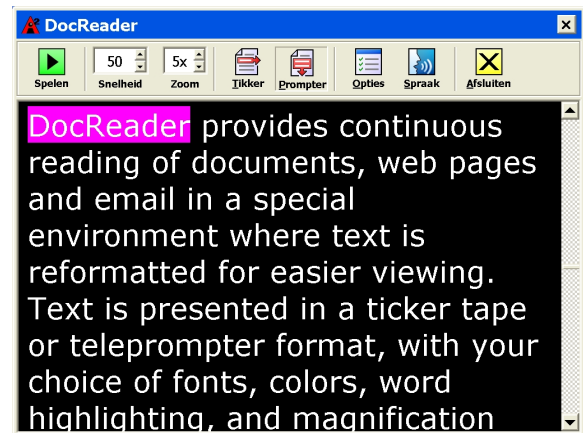 DocReader
50 5x
Spelen Snelheid Zoom Tikker Prompter Opties Spraak Afsluiten
DocReader provides continuous
reading of documents, web pages
and email in a special
environment where text is
reformatted for easier viewing.
Text is presented in a ticker tape
or teleprompter format, with your
choice of fonts, colors, word
highlighting, and magnification